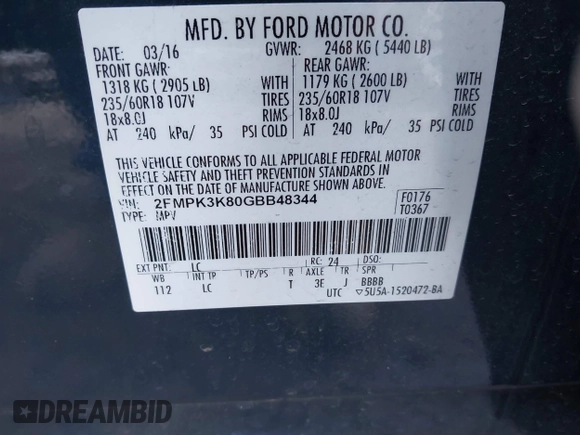 MFD. BY FORD MOTOR CO.
DATE: 03/16 GVWR: 2468 KG ( 5440 LB)
FRONT GAWR: REAR GAWR:
1318 KG ( 2905 LB) 1179 KG ( 2600 LB)
235/60R18 107V TIRES 235/60R18 107V TIRES
18x8.0J RIMS 18x8.0J RIMS
AT 240 kPa/ 35 PSI COLD AT 240 kPa/ 35 PSI COLD
THIS VEHICLE CONFORMS TO ALL APPLICABLE FEDERAL MOTOR
VEHICLE SAFETY AND THEFT PREVENTION STANDARDS IN
EFFECT ON THE DATE OF MANUFACTURE SHOWN ABOVE.
VIN: 2FMPK3K80GBB48344 F0176
TYPE: MPV T0367
EXT PNT: LC RC: 24 DSO:
WB INT TP TP/PS R AXLE TR SPR
112 LC T 3E J BBBB
UTC ▽5U5A-1520472-BA
DREAMBID